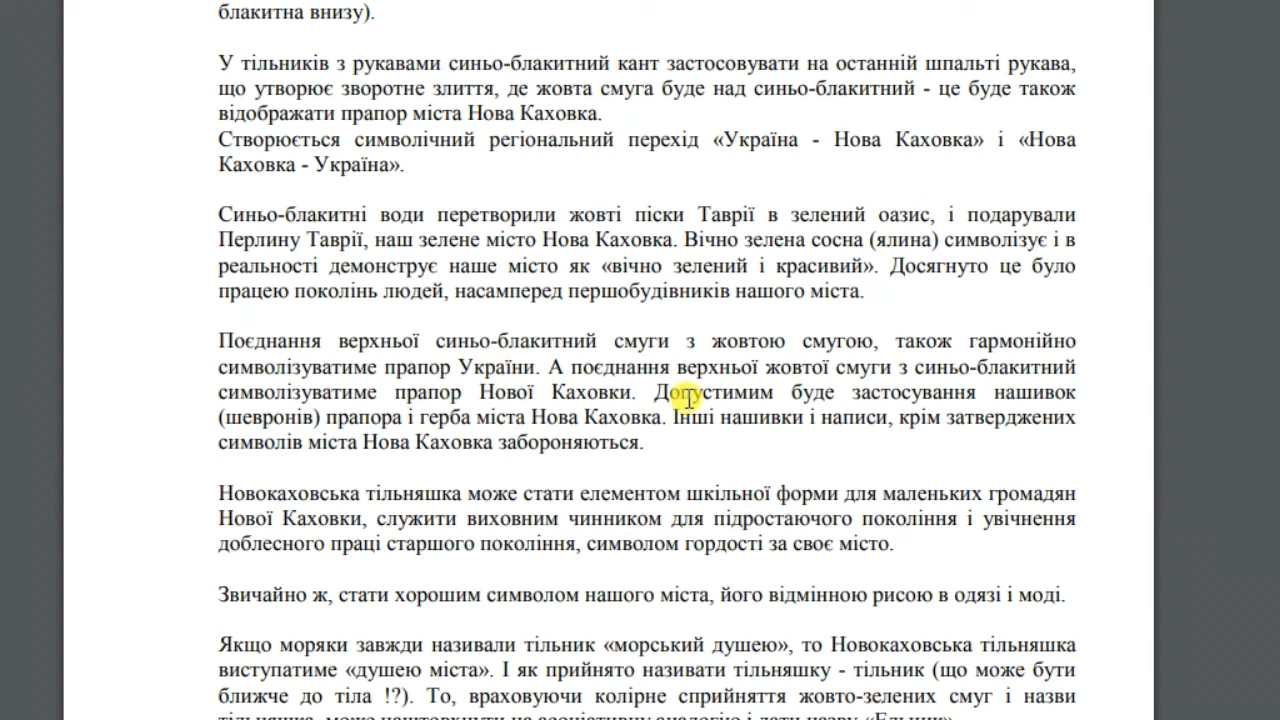 блакитна внизу).
У тільників з рукавами синьо-блакитний кант застосовувати на останній шпальті рукава,
що утворює зворотне злиття, де жовта смуга буде над синьо-блакитний - це буде також
відображати прапор міста Нова Каховка.
Створюється символічний регіональний перехід «Україна - Нова Каховка» і «Нова
Каховка - Україна».
Синьо-блакитні води перетворили жовті піски Таврії в зелений оазис, і подарували
Перлину Таврії, наш зелене місто Нова Каховка. Вічно зелена сосна (ялина) символізує і в
реальності демонструє наше місто як «вічно зелений і красивий». Досягнуто це було
працею поколінь людей, насамперед першобудівників нашого міста.
Поєднання верхньої синьо-блакитний смуги з жовтою смугою, також гармонійно
символізуватиме прапор України. А поєднання верхньої жовтої смуги з синьо-блакитний
символізуватиме прапор Нової Каховки. Допустимим буде застосування нашивок
(шевронів) прапора і герба міста Нова Каховка. Інші нашивки і написи, крім затверджених
символів міста Нова Каховка забороняються.
Новокаховська тільняшка може стати елементом шкільної форми для маленьких громадян
Нової Каховки, служити виховним чинником для підростаючого покоління і увічнення
доблесного праці старшого покоління, символом гордості за своє місто.
Звичайно ж, стати хорошим символом нашого міста, його відмінною рисою в одязі і моді.
Якщо моряки завжди називали тільник «морський душею», то Новокаховська тільняшка
виступатиме «душею міста». І як прийнято називати тільняшку - тільник (що може бути
ближче до тіла !?). То, враховуючи колірне сприйняття жовто-зелених смуг і назви
тільняшка, може наштовхнути на асоціативну аналогію і дати назву «Ельник».